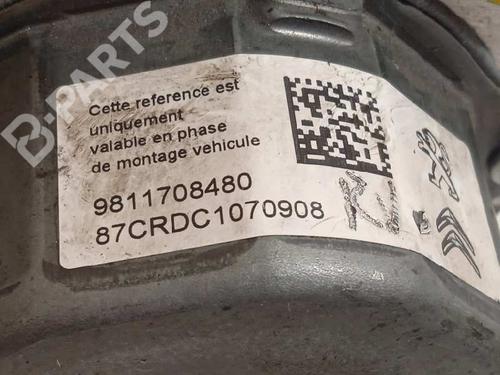 B-PARTS
Cette reference est
uniquement
valable en phase
de montage vehicule
9811708480
87CRDC1070908